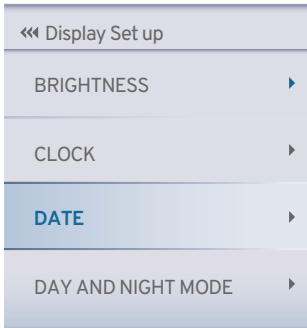 Display Set up
BRIGHTNESS
CLOCK
DATE
DAY AND NIGHT MODE